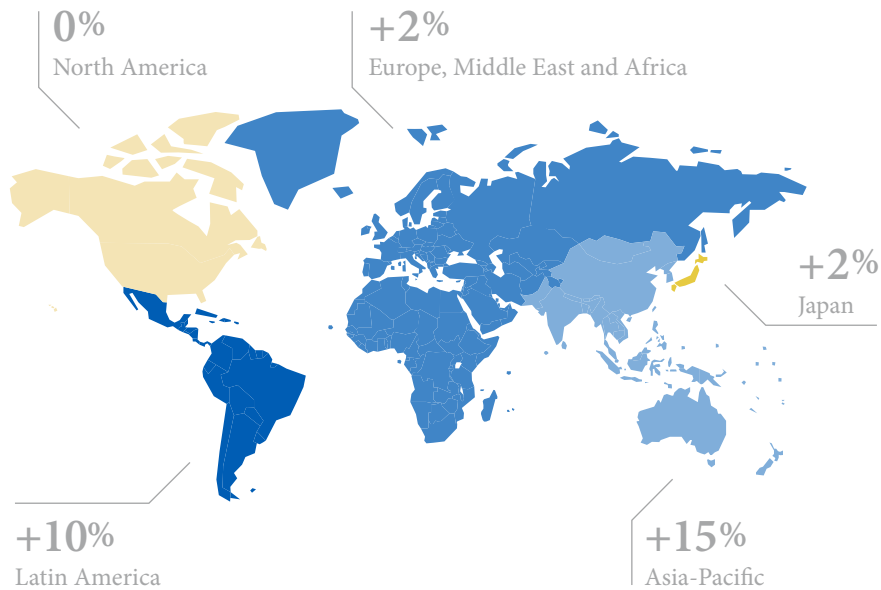 0%
North America
+2%
Europe, Middle East and Africa
+2%
Japan
+10%
Latin America
+15%
Asia-Pacific